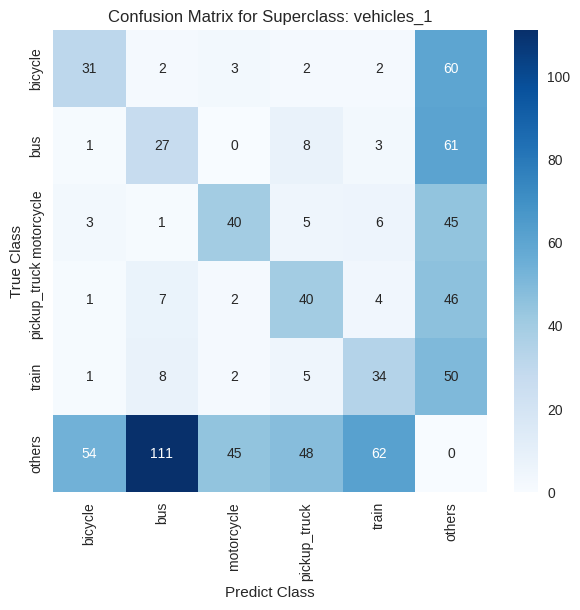 Confusion Matrix for Superclass: vehicles_1
True Class
bicycle 31 2 3 2 2 60
bus 1 27 0 8 3 61
motorcycle 3 1 40 5 6 45
pickup_truck 1 7 2 40 4 46
train 1 8 2 5 34 50
others 54 111 45 48 62 0
bicycle bus motorcycle pickup_truck train others
Predict Class
100
80
60
40
20
0